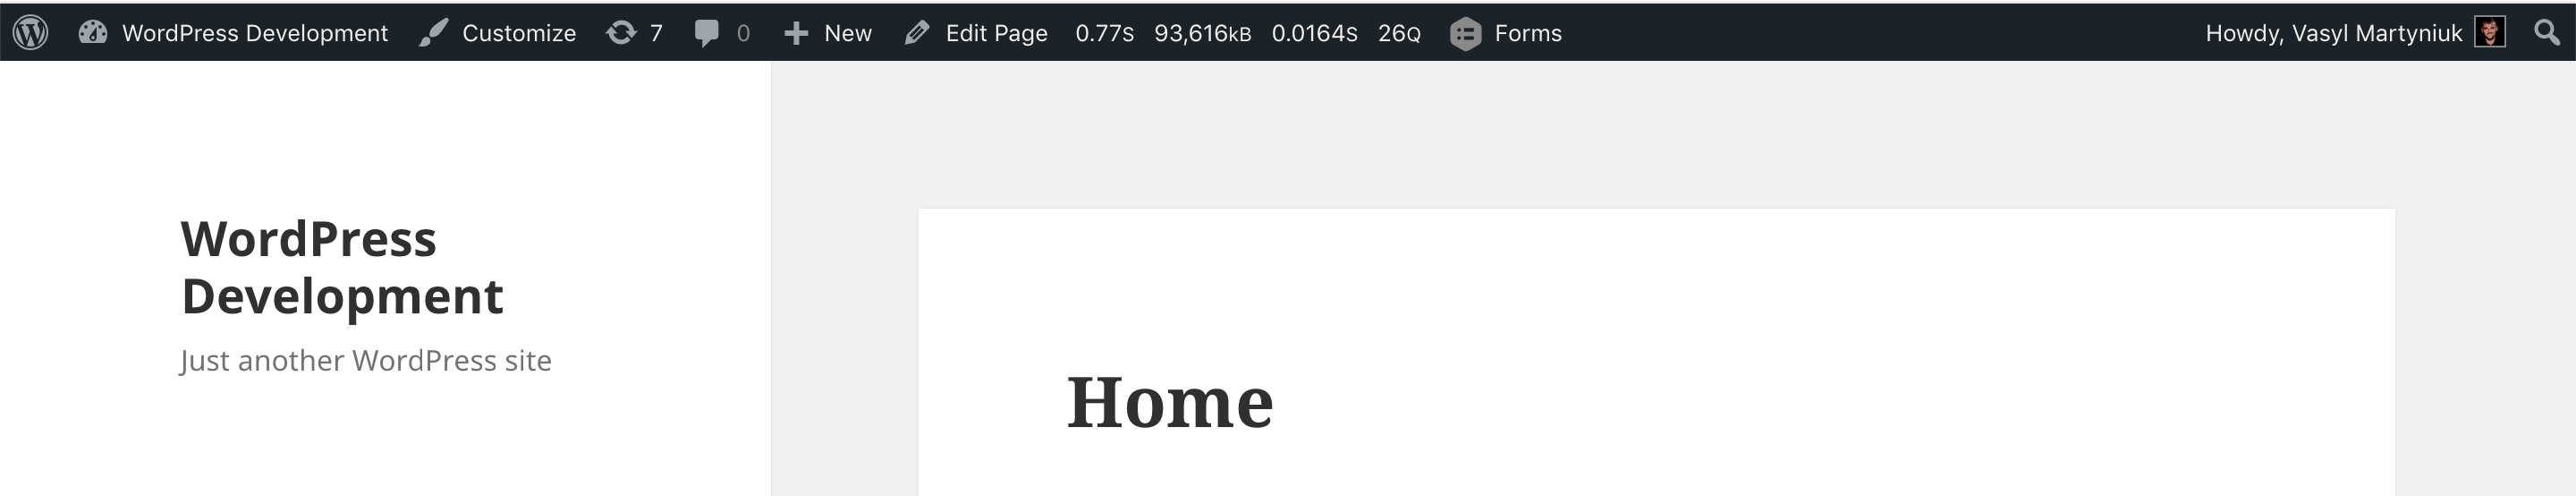 WordPress Development Customize 7 0 New Edit Page 0.77S 93,616kB 0.0164S 26Q Forms Howdy, Vasyl Martyniuk
WordPress
Development
Just another WordPress site
Home